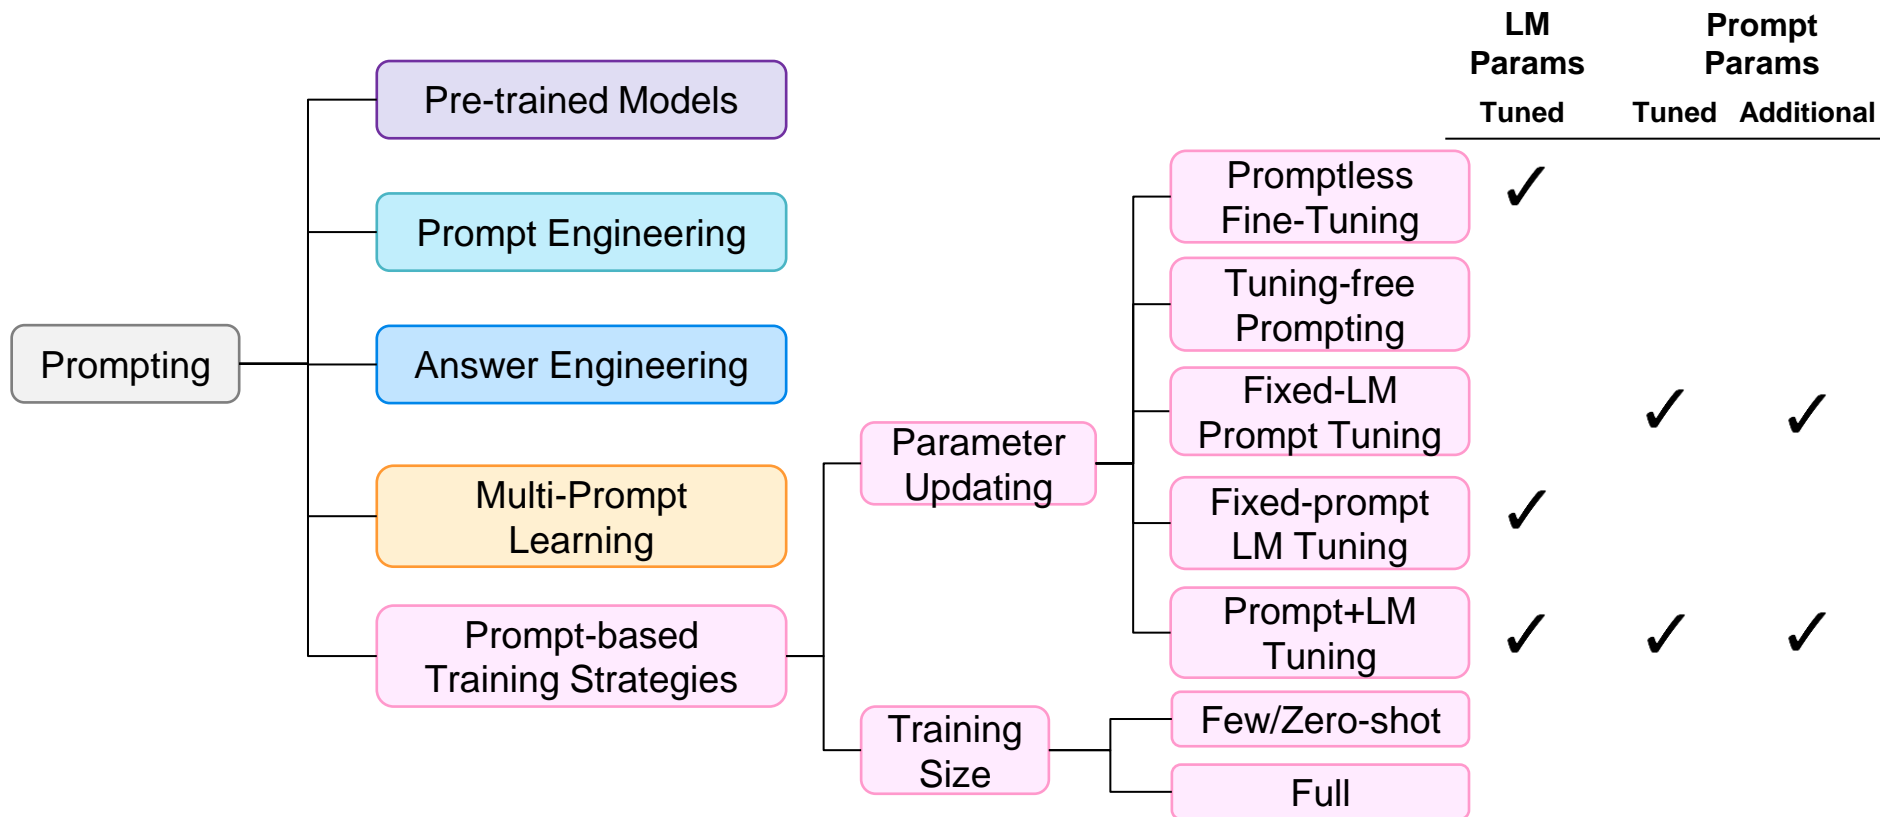 LM
Params
Prompt
Params
Tuned
Tuned
Additional
Pre-trained Models
Prompt Engineering
Prompting
Answer Engineering
Multi-Prompt
Learning
Prompt-based
Training Strategies
Parameter
Updating
Training
Size
Promptless
Fine-Tuning
✓
Tuning-free
Prompting
Fixed-LM
Prompt Tuning
✓ ✓
Fixed-prompt
LM Tuning
✓
Prompt+LM
Tuning
✓ ✓ ✓
Few/Zero-shot
Full